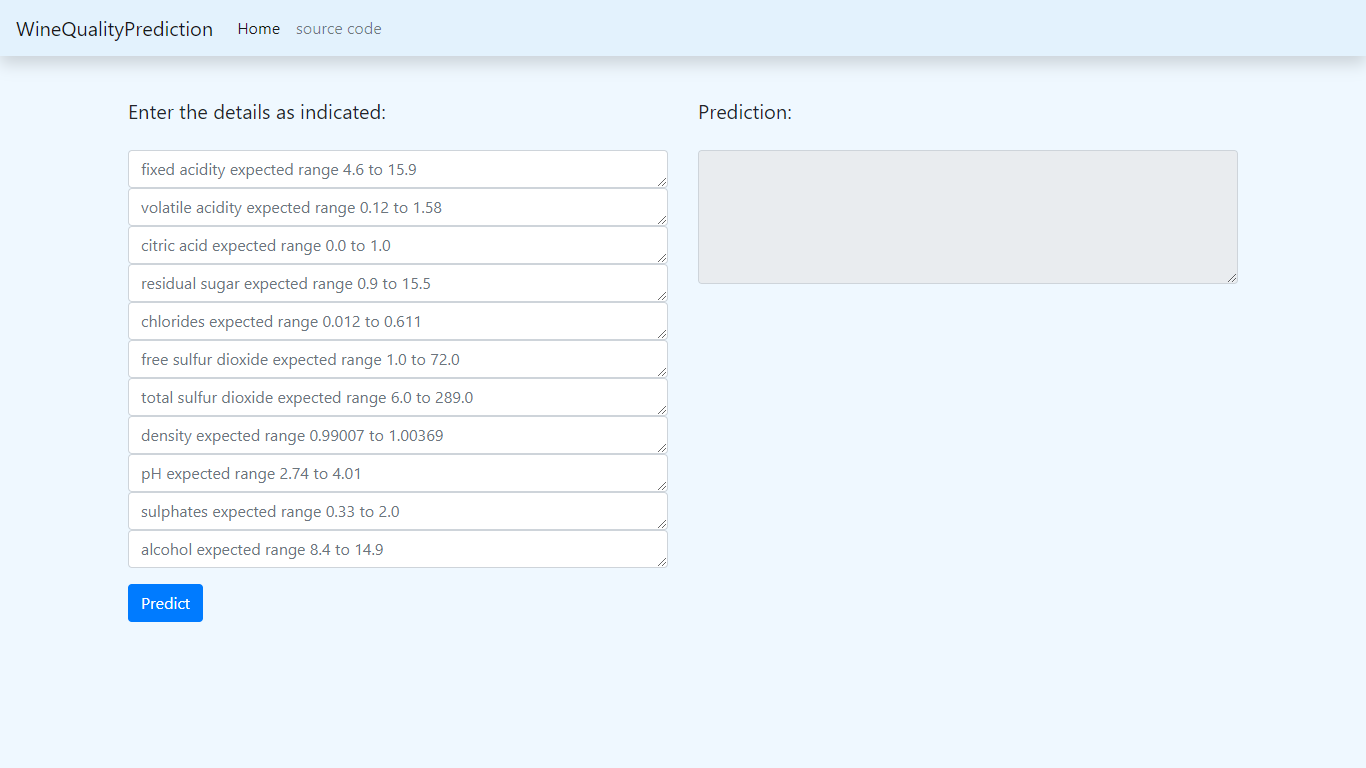 WineQualityPrediction Home source code
Enter the details as indicated:
Prediction:
fixed acidity expected range 4.6 to 15.9
volatile acidity expected range 0.12 to 1.58
citric acid expected range 0.0 to 1.0
residual sugar expected range 0.9 to 15.5
chlorides expected range 0.012 to 0.611
free sulfur dioxide expected range 1.0 to 72.0
total sulfur dioxide expected range 6.0 to 289.0
density expected range 0.99007 to 1.00369
pH expected range 2.74 to 4.01
sulphates expected range 0.33 to 2.0
alcohol expected range 8.4 to 14.9
Predict